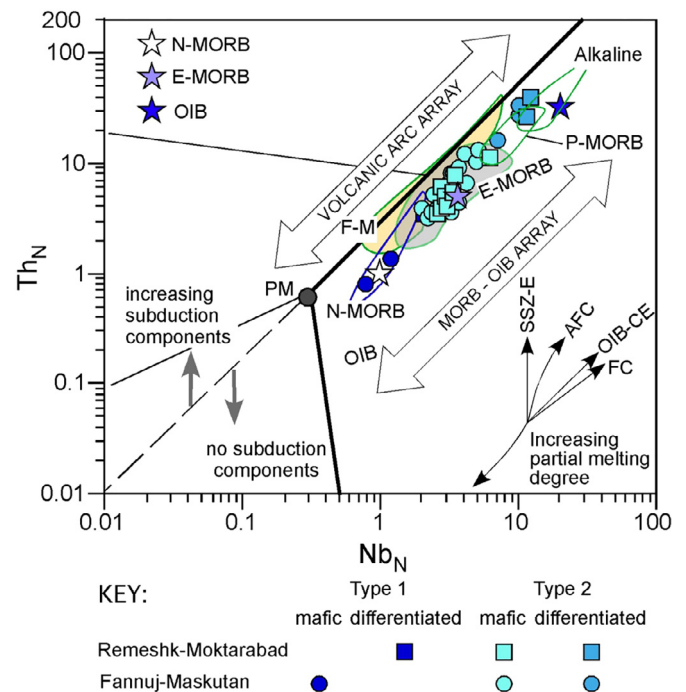 200
100
10
1
0.1
0.01
Th_N
N-MORB
E-MORB
OIB
Alkaline
VOLCANIC ARC ARRAY
P-MORB
E-MORB
F-M
MORB - OIB ARRAY
PM
N-MORB
OIB
increasing
subduction
components
no subduction
components
SSZ-E
AFC
OIB-CE
FC
Increasing
partial melting
degree
0.01
0.1
1
10
100
Nb_N
KEY:
Type 1
Type 2
mafic differentiated
mafic differentiated
Remeshk-Moktarabad
Fannuj-Maskutan